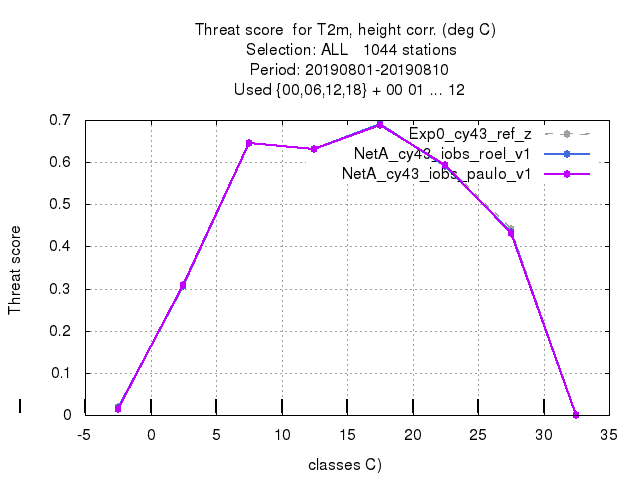 Threat score for T2m, height corr. (deg C)
Selection: ALL 1044 stations
Period: 20190801-20190810
Used {00,06,12,18} + 00 01 ... 12
Exp0_cy43_ref_z
NetA_cy43_iobs_roel_v1
NetA_cy43_iobs_paulo_v1
0.7
0.6
0.5
0.4
0.3
0.2
0.1
0
Threat score
-5 0 5 10 15 20 25 30 35
classes C)